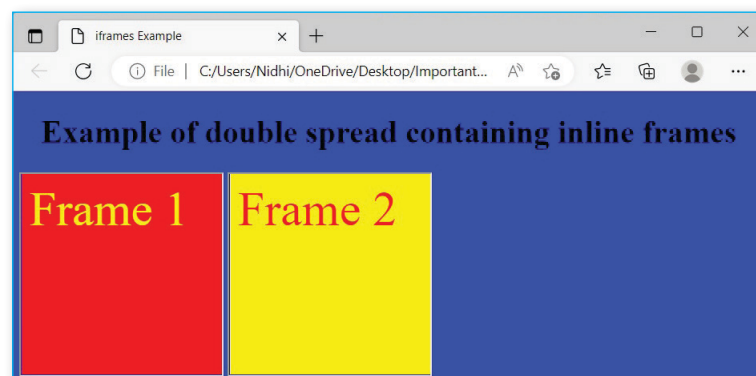 iframes Example
File | C:/Users/Nidhi/OneDrive/Desktop/Important...
Example of double spread containing inline frames
Frame 1 Frame 2